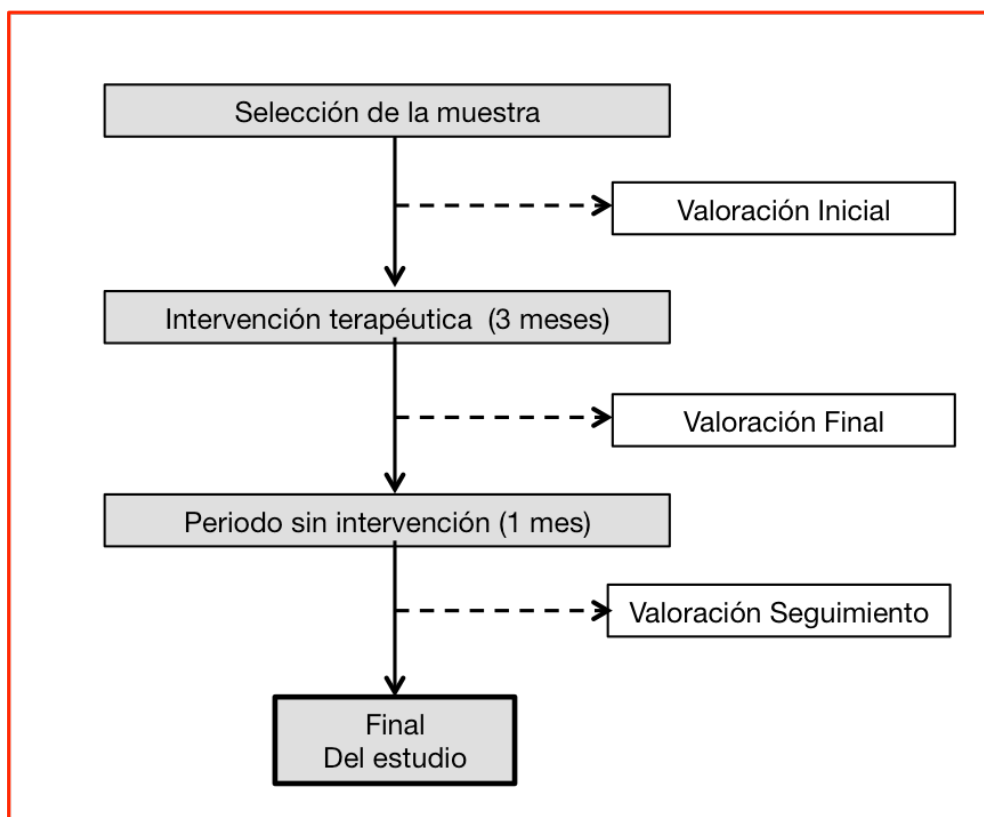 Selección de la muestra
Valoración Inicial
Intervención terapéutica (3 meses)
Valoración Final
Periodo sin intervención (1 mes)
Valoración Seguimiento
Final
Del estudio